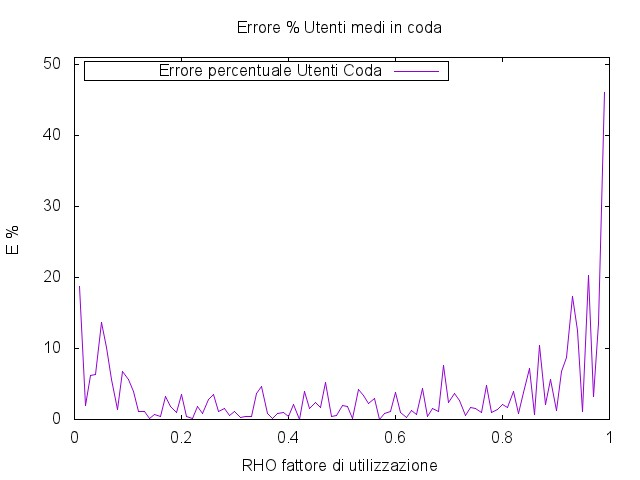 Errore % Utenti medi in coda
Errore percentuale Utenti Coda
50
40
30
20
10
0
E %
0 0.2 0.4 0.6 0.8 1
RHO fattore di utilizzazione